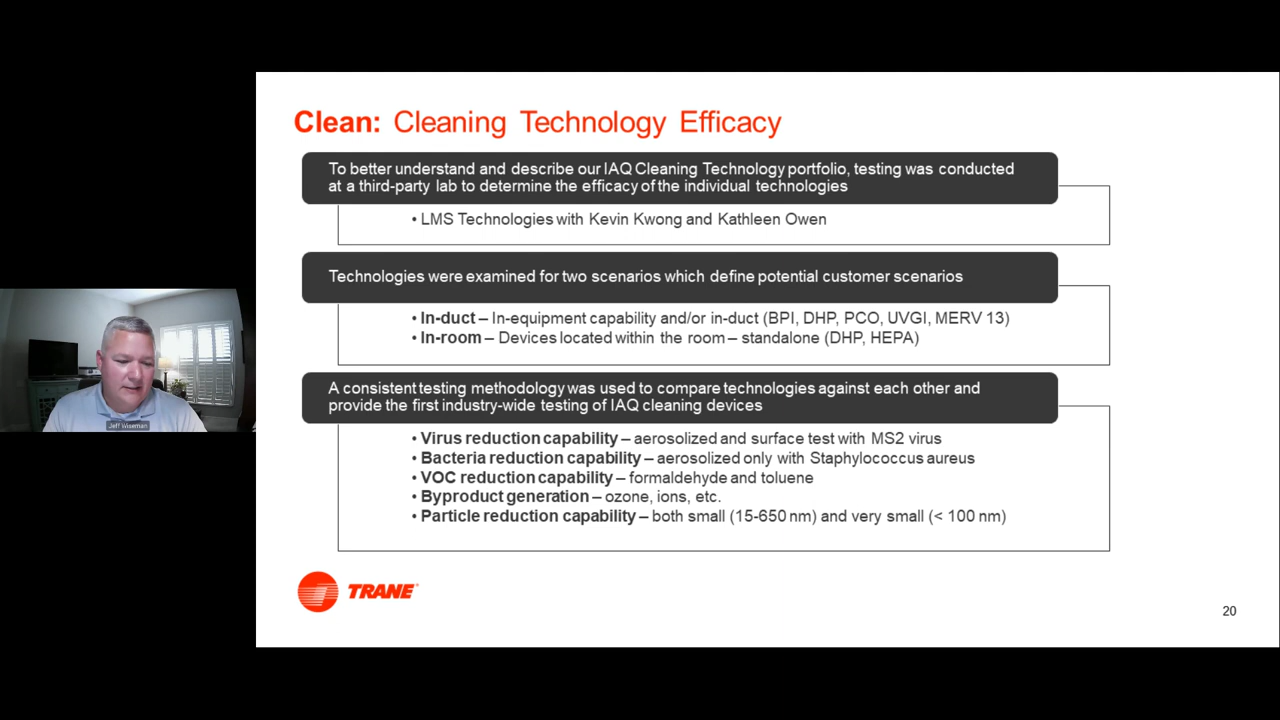 Clean: Cleaning Technology Efficacy
To better understand and describe our IAQ Cleaning Technology portfolio, testing was conducted
at a third-party lab to determine the efficacy of the individual technologies
• LMS Technologies with Kevin Kwong and Kathleen Owen
Technologies were examined for two scenarios which define potential customer scenarios
• In-duct – In-equipment capability and/or in-duct (BPI, DHP, PCO, UVGI, MERV 13)
• In-room – Devices located within the room – standalone (DHP, HEPA)
A consistent testing methodology was used to compare technologies against each other and
provide the first industry-wide testing of IAQ cleaning devices
• Virus reduction capability – aerosolized and surface test with MS2 virus
• Bacteria reduction capability – aerosolized only with Staphylococcus aureus
• VOC reduction capability – formaldehyde and toluene
• Byproduct generation – ozone, ions, etc.
• Particle reduction capability – both small (15-650 nm) and very small (< 100 nm)
Jeff Wiseman
TRANE
20